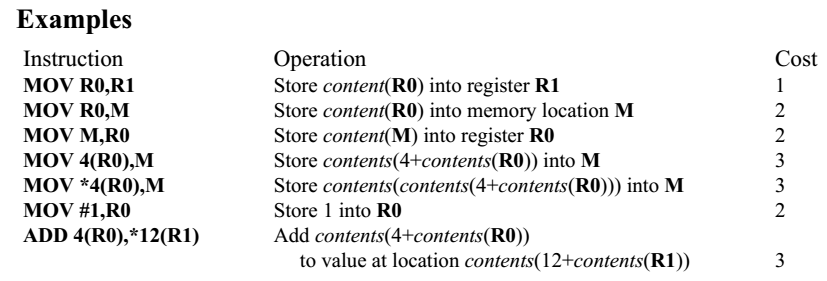 Examples
Instruction Operation Cost
MOV R0,R1 Store content(R0) into register R1 1
MOV R0,M Store content(R0) into memory location M 2
MOV M,R0 Store content(M) into register R0 2
MOV 4(R0),M Store contents(4+contents(R0)) into M 3
MOV *4(R0),M Store contents(contents(4+contents(R0))) into M 3
MOV #1,R0 Store 1 into R0 2
ADD 4(R0),*12(R1) Add contents(4+contents(R0))
to value at location contents(12+contents(R1)) 3